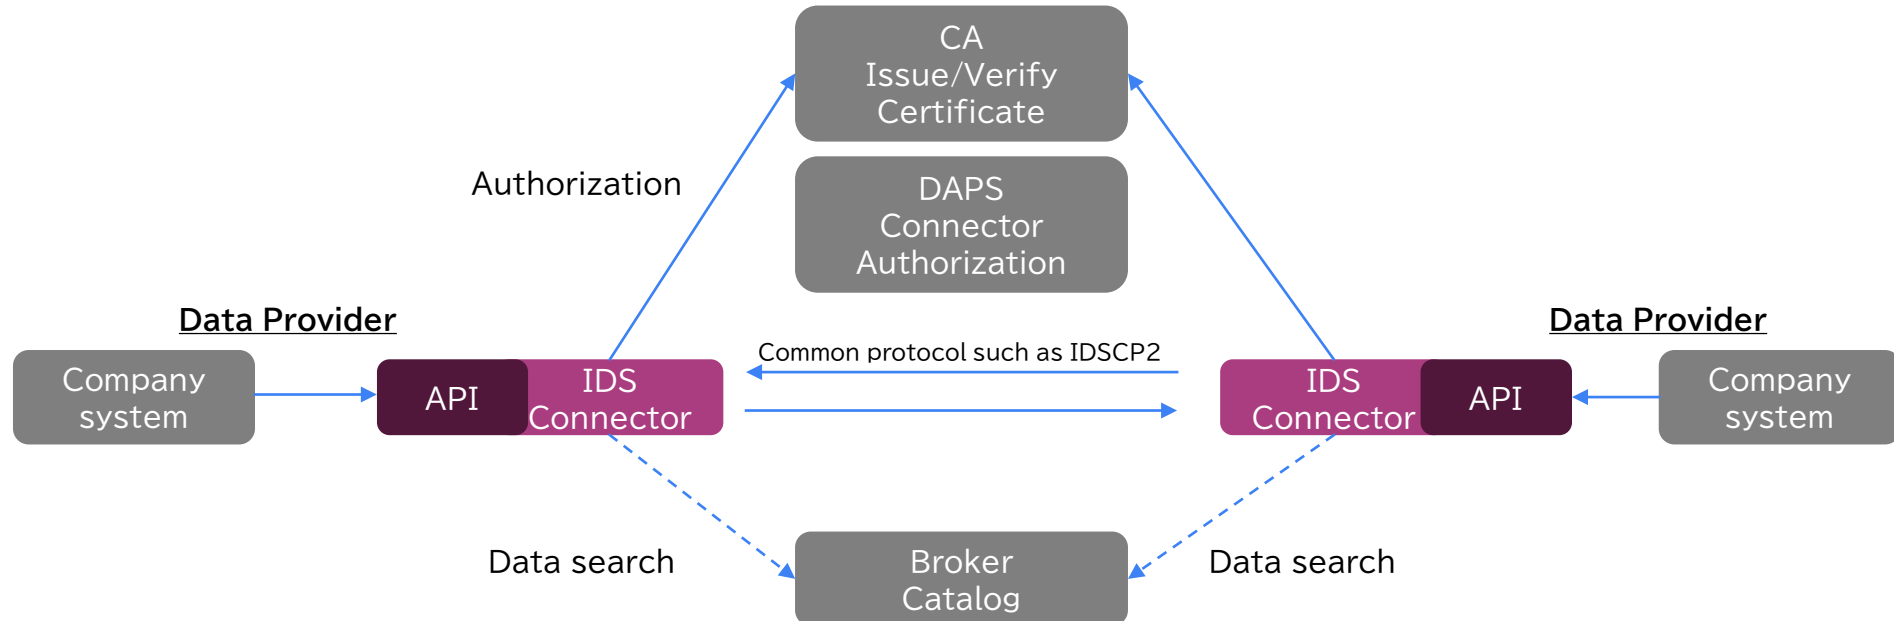 CA
Issue/Verify
Certificate
Authorization
DAPS
Connector
Authorization
Data Provider
Data Provider
Common protocol such as IDSCP2
Company
system
API
IDS
Connector
IDS
Connector
API
Company
system
Data search
Broker
Catalog
Data search